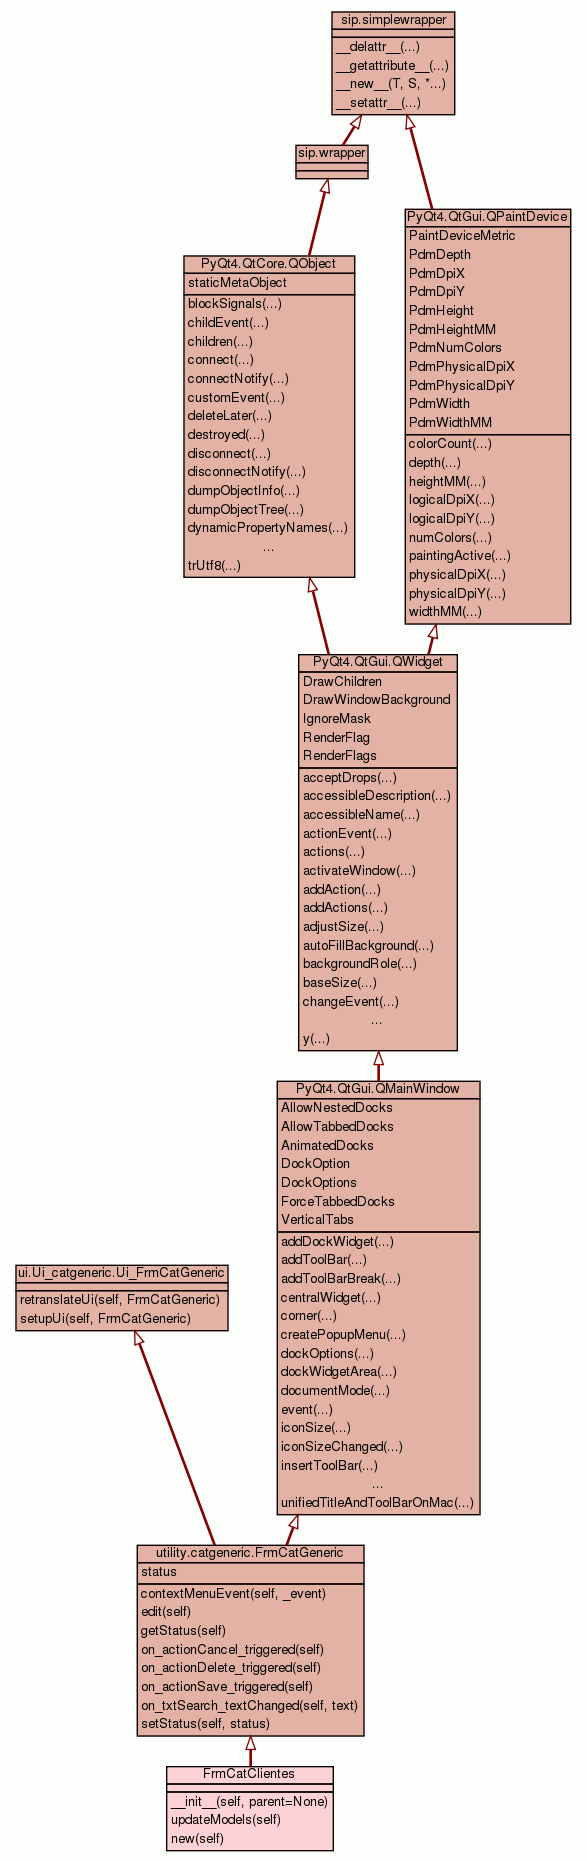 sip.simplewrapper
__delattr__(...)
__getattribute__(...)
__new__(T, S, *...)
__setattr__(...)
sip.wrapper
PyQt4.QtGui.QPaintDevice
PaintDeviceMetric
PdmDepth
PdmDpiX
PdmDpiY
PdmHeight
PdmHeightMM
PdmNumColors
PdmPhysicalDpiX
PdmPhysicalDpiY
PdmWidth
PdmWidthMM
colorCount(...)
depth(...)
heightMM(...)
logicalDpiX(...)
logicalDpiY(...)
numColors(...)
paintingActive(...)
physicalDpiX(...)
physicalDpiY(...)
widthMM(...)
PyQt4.QtCore.QObject
staticMetaObject
blockSignals(...)
childEvent(...)
children(...)
connect(...)
connectNotify(...)
customEvent(...)
deleteLater(...)
destroyed(...)
disconnect(...)
disconnectNotify(...)
dumpObjectInfo(...)
dumpObjectTree(...)
dynamicPropertyNames(...)
...
trUtf8(...)
PyQt4.QtGui.QWidget
DrawChildren
DrawWindowBackground
IgnoreMask
RenderFlag
RenderFlags
acceptDrops(...)
accessibleDescription(...)
accessibleName(...)
actionEvent(...)
actions(...)
activateWindow(...)
addAction(...)
addActions(...)
adjustSize(...)
autoFillBackground(...)
backgroundRole(...)
baseSize(...)
changeEvent(...)
...
y(...)
PyQt4.QtGui.QMainWindow
AllowNestedDocks
AllowTabbedDocks
AnimatedDocks
DockOption
DockOptions
ForceTabbedDocks
VerticalTabs
addDockWidget(...)
addToolBar(...)
addToolBarBreak(...)
centralWidget(...)
corner(...)
createPopupMenu(...)
dockOptions(...)
dockWidgetArea(...)
documentMode(...)
event(...)
iconSize(...)
iconSizeChanged(...)
insertToolBar(...)
...
unifiedTitleAndToolBarOnMac(...)
ui.Ui_catgeneric.Ui_FrmCatGeneric
retranslateUi(self, FrmCatGeneric)
setupUi(self, FrmCatGeneric)
utility.catgeneric.FrmCatGeneric
status
contextMenuEvent(self, _event)
edit(self)
getStatus(self)
on_actionCancel_triggered(self)
on_actionDelete_triggered(self)
on_actionSave_triggered(self)
on_txtSearch_textChanged(self, text)
setStatus(self, status)
FrmCatClientes
__init__(self, parent=None)
updateModels(self)
new(self)